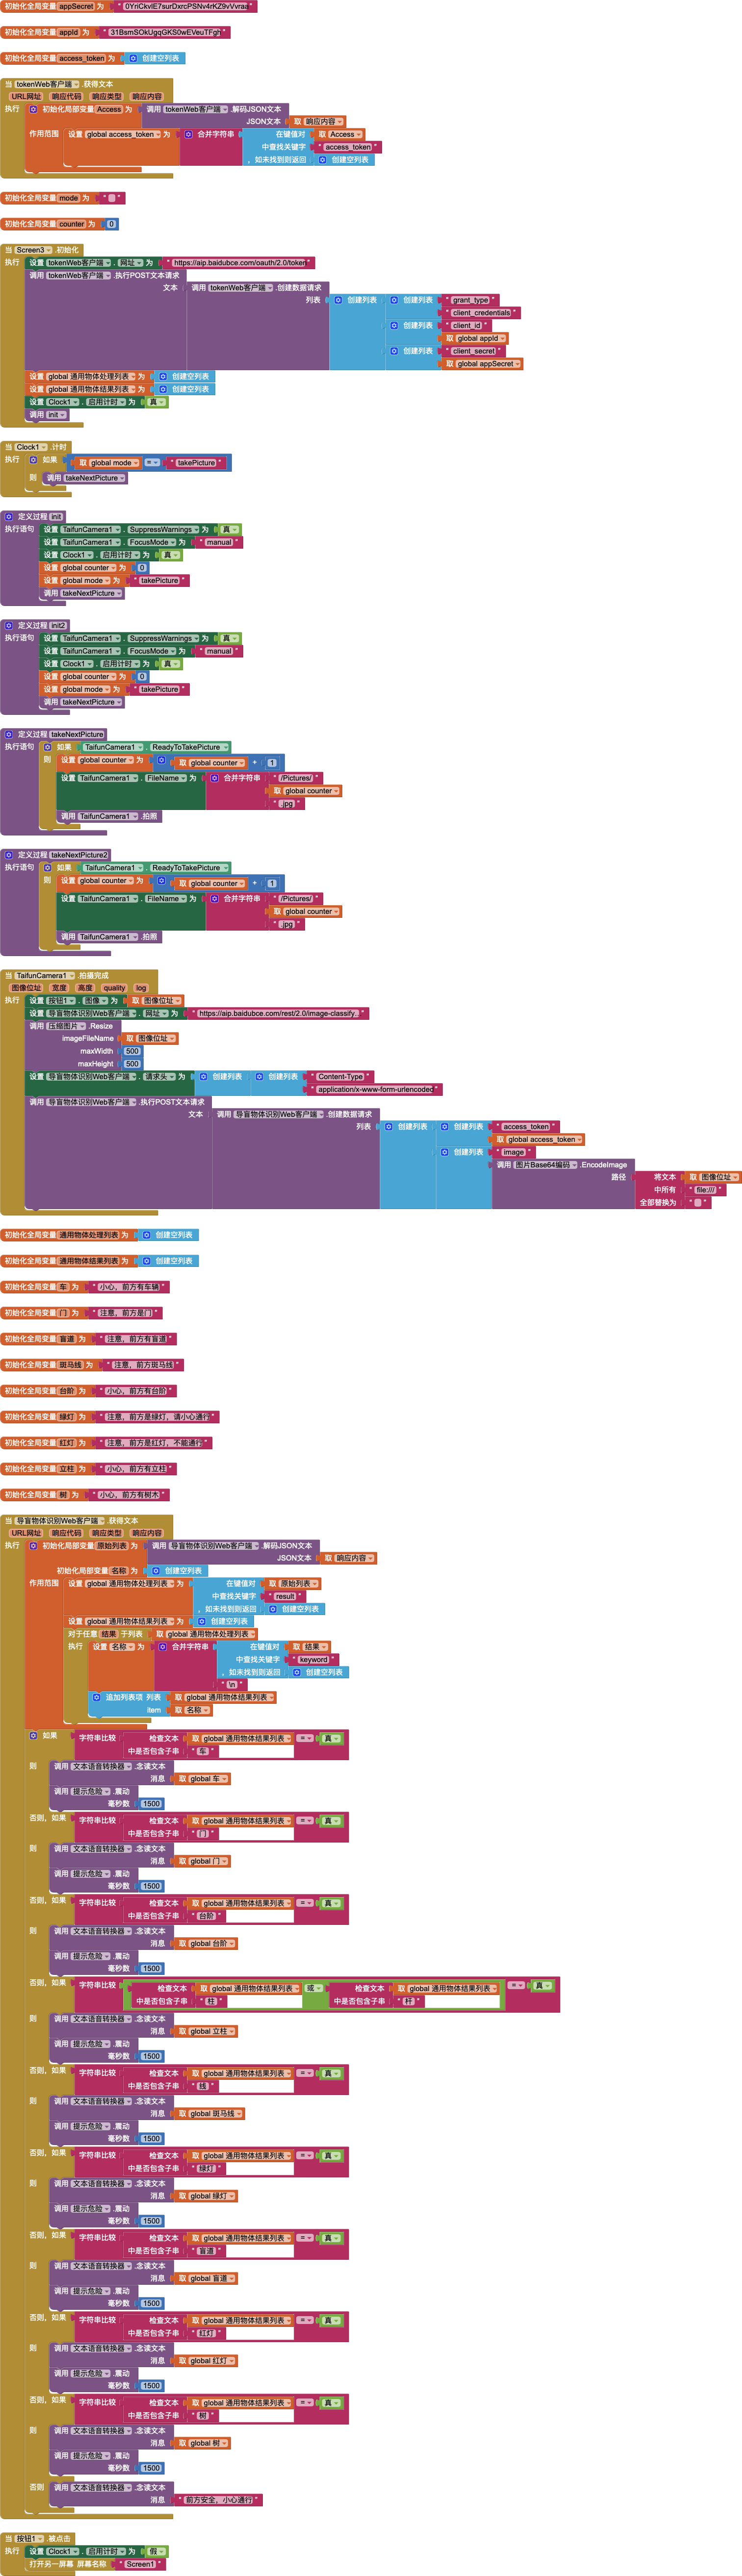 初始化全局变量 appSecret 为 " "
初始化全局变量 appId 为 " "
初始化全局变量 access_token 为 创建空列表
当 tokenWeb客户端 .获得文本
URL网址 响应代码 响应类型 响应内容
执行 初始化局部变量 Access 为 调用 tokenWeb客户端 .解码JSON文本
JSON文本 取 响应内容
作用范围 设置 global access_token 为 合并字符串 在键值对 取 Access
中查找关键字 " access_token "
, 如未找到则返回 创建空列表
初始化全局变量 mode 为 " "
初始化全局变量 counter 为 0
当 Screen3 .初始化
执行 设置 tokenWeb客户端 . 网址 为 " https://aip.baidubce.com/oauth/2.0/token "
调用 tokenWeb客户端 .执行POST文本请求
文本 调用 tokenWeb客户端 .创建数据请求
列表 创建列表 创建列表 " grant_type "
" client_credentials "
创建列表 " client_id "
取 global appId
创建列表 " client_secret "
取 global appSecret
设置 global 通用物体处理列表 为 创建空列表
设置 global 通用物体结果列表 为 创建空列表
设置 Clock1 . 启用计时 为 真
调用 init
当 Clock1 .计时
执行 如果 取 global mode = " takePicture "
则 调用 takeNextPicture
定义过程 init
执行语句 设置 TaifunCamera1 . SuppressWarnings 为 真
设置 TaifunCamera1 . FocusMode 为 " manual "
设置 Clock1 . 启用计时 为 真
设置 global counter 为 0
设置 global mode 为 " takePicture "
调用 takeNextPicture
定义过程 init2
执行语句 设置 TaifunCamera1 . SuppressWarnings 为 真
设置 TaifunCamera1 . FocusMode 为 " manual "
设置 Clock1 . 启用计时 为 真
设置 global counter 为 0
设置 global mode 为 " takePicture "
调用 takeNextPicture
定义过程 takeNextPicture
执行语句 如果 TaifunCamera1 . ReadyToTakePicture
则 设置 global counter 为 取 global counter + 1
设置 TaifunCamera1 . FileName 为 合并字符串 " /Pictures/ "
取 global counter
" .jpg "
调用 TaifunCamera1 .拍照
定义过程 takeNextPicture2
执行语句 如果 TaifunCamera1 . ReadyToTakePicture
则 设置 global counter 为 取 global counter + 1
设置 TaifunCamera1 . FileName 为 合并字符串 " /Pictures/ "
取 global counter
" .jpg "
调用 TaifunCamera1 .拍照
当 TaifunCamera1 .拍摄完成
图像位址 宽度 高度 quality log
执行 设置 按钮1 . 图像 为 取 图像位址
设置 导盲物体识别Web客户端 . 网址 为 " https://aip.baidubce.com/rest/2.0/image-classify... "
调用 压缩图片 .Resize
imageFileName 取 图像位址
maxWidth 500
maxHeight 500
设置 导盲物体识别Web客户端 . 请求头 为 创建列表 创建列表 " Content-Type "
" application/x-www-form-urlencoded "
调用 导盲物体识别Web客户端 .执行POST文本请求
文本 调用 导盲物体识别Web客户端 .创建数据请求
列表 创建列表 创建列表 " access_token "
取 global access_token
创建列表 " image "
调用 图片Base64编码 .EncodeImage
路径 将文本 取 图像位址
中所有 " file:/// "
全部替换为 " "
初始化全局变量 通用物体处理列表 为 创建空列表
初始化全局变量 通用物体结果列表 为 创建空列表
初始化全局变量 车 为 " 小心，前方有车辆 "
初始化全局变量 门 为 " 注意，前方是门 "
初始化全局变量 盲道 为 " 注意，前方有盲道 "
初始化全局变量 斑马线 为 " 注意，前方斑马线 "
初始化全局变量 台阶 为 " 小心，前方有台阶 "
初始化全局变量 绿灯 为 " 注意，前方是绿灯，请小心通行 "
初始化全局变量 红灯 为 " 注意，前方是红灯，不能通行 "
初始化全局变量 立柱 为 " 小心，前方有立柱 "
初始化全局变量 树 为 " 小心，前方有树木 "
当 导盲物体识别Web客户端 .获得文本
URL网址 响应代码 响应类型 响应内容
执行 初始化局部变量 原始列表 为 调用 导盲物体识别Web客户端 .解码JSON文本
JSON文本 取 响应内容
初始化局部变量 名称 为 创建空列表
作用范围 设置 global 通用物体处理列表 为 在键值对 取 原始列表
中查找关键字 " result "
, 如未找到则返回 创建空列表
设置 global 通用物体结果列表 为 创建空列表
对于任意 结果 于列表 取 global 通用物体处理列表
执行 设置 名称 为 合并字符串 在键值对 取 结果
中查找关键字 " keyword "
, 如未找到则返回 创建空列表
" \n "
追加列表项 列表 取 global 通用物体结果列表
item 取 名称
如果 字符串比较 检查文本 取 global 通用物体结果列表 = 真
中是否包含子串 " 车 "
则 调用 文本语音转换器 .念读文本
消息 取 global 车
调用 提示危险 .震动
毫秒数 1500
否则，如果 字符串比较 检查文本 取 global 通用物体结果列表 = 真
中是否包含子串 " 门 "
则 调用 文本语音转换器 .念读文本
消息 取 global 门
调用 提示危险 .震动
毫秒数 1500
否则，如果 字符串比较 检查文本 取 global 通用物体结果列表 = 真
中是否包含子串 " 台阶 "
则 调用 文本语音转换器 .念读文本
消息 取 global 台阶
调用 提示危险 .震动
毫秒数 1500
否则，如果 字符串比较 检查文本 取 global 通用物体结果列表 或 检查文本 取 global 通用物体结果列表 = 真
中是否包含子串 " 柱 " 中是否包含子串 " 杆 "
则 调用 文本语音转换器 .念读文本
消息 取 global 立柱
调用 提示危险 .震动
毫秒数 1500
否则，如果 字符串比较 检查文本 取 global 通用物体结果列表 = 真
中是否包含子串 " 线 "
则 调用 文本语音转换器 .念读文本
消息 取 global 斑马线
调用 提示危险 .震动
毫秒数 1500
否则，如果 字符串比较 检查文本 取 global 通用物体结果列表 = 真
中是否包含子串 " 绿灯 "
则 调用 文本语音转换器 .念读文本
消息 取 global 绿灯
调用 提示危险 .震动
毫秒数 1500
否则，如果 字符串比较 检查文本 取 global 通用物体结果列表 = 真
中是否包含子串 " 盲道 "
则 调用 文本语音转换器 .念读文本
消息 取 global 盲道
调用 提示危险 .震动
毫秒数 1500
否则，如果 字符串比较 检查文本 取 global 通用物体结果列表 = 真
中是否包含子串 " 红灯 "
则 调用 文本语音转换器 .念读文本
消息 取 global 红灯
调用 提示危险 .震动
毫秒数 1500
否则，如果 字符串比较 检查文本 取 global 通用物体结果列表 = 真
中是否包含子串 " 树 "
则 调用 文本语音转换器 .念读文本
消息 取 global 树
调用 提示危险 .震动
毫秒数 1500
否则 调用 文本语音转换器 .念读文本
消息 " 前方安全，小心通行 "
当 按钮1 .被点击
执行 设置 Clock1 . 启用计时 为 假
打开另一屏幕 屏幕名称 " Screen1 "